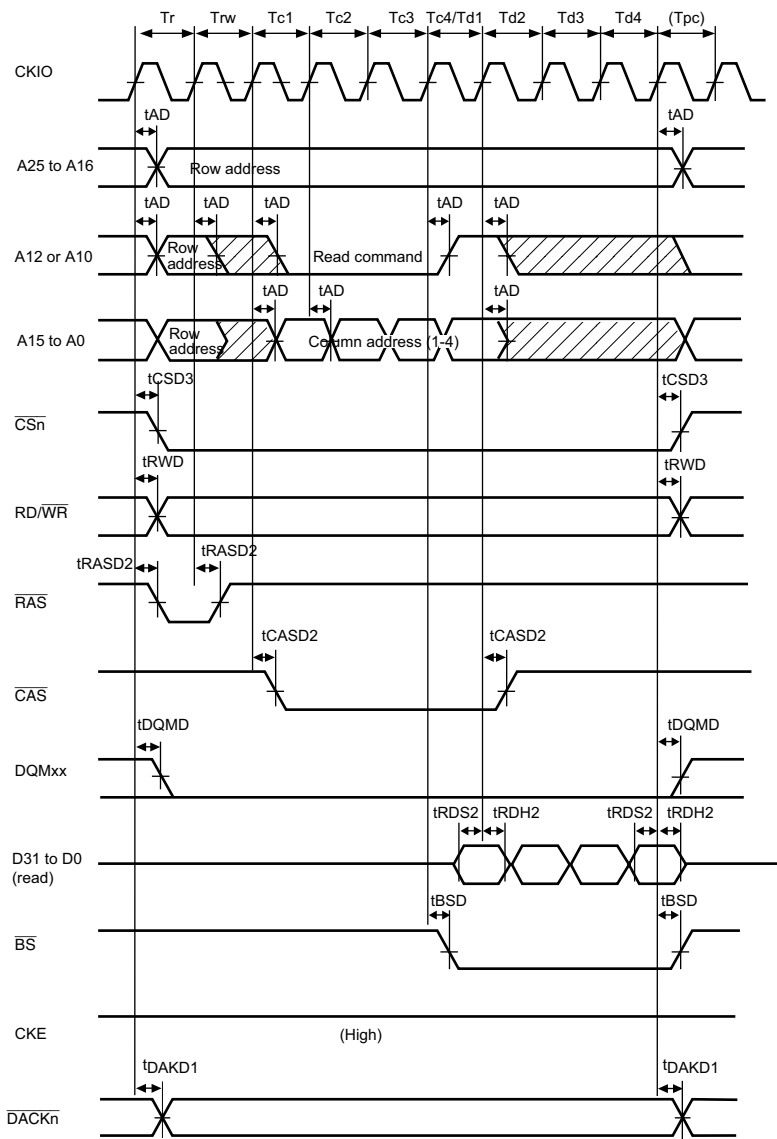 Tr Trw Tc1 Tc2 Tc3 Tc4/Td1 Td2 Td3 Td4 (Tpc)
CKIO
tAD tAD
A25 to A16 Row address
tAD tAD tAD tAD tAD
A12 or A10 Row address Read command
tAD tAD tAD
A15 to A0 Row address Column address (1-4)
tCSD3 tCSD3
CSn
tRWD tRWD
RD/WR
tRASD2 tRASD2
RAS
tCASD2 tCASD2
CAS
tDQMD tDQMD
DQMxx
tRDS2 tRDH2 tRDS2 tRDH2
D31 to D0
(read)
tBSD tBSD
BS
CKE (High)
tDAKD1 tDAKD1
DACKn